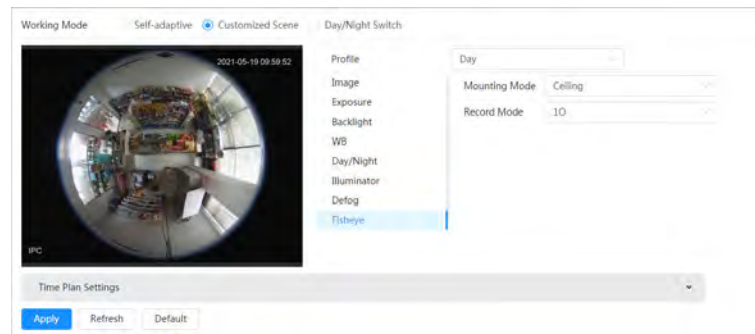 Working Mode Self-adaptive Customized Scene Day/Night Switch
2021-05-19 09:59:52
IPC
Profile Day
Image
Exposure
Backlight
WB
Day/Night
Illuminator
Defog
Fisheye
Mounting Mode Ceiling
Record Mode 1O
Time Plan Settings
Apply Refresh Default